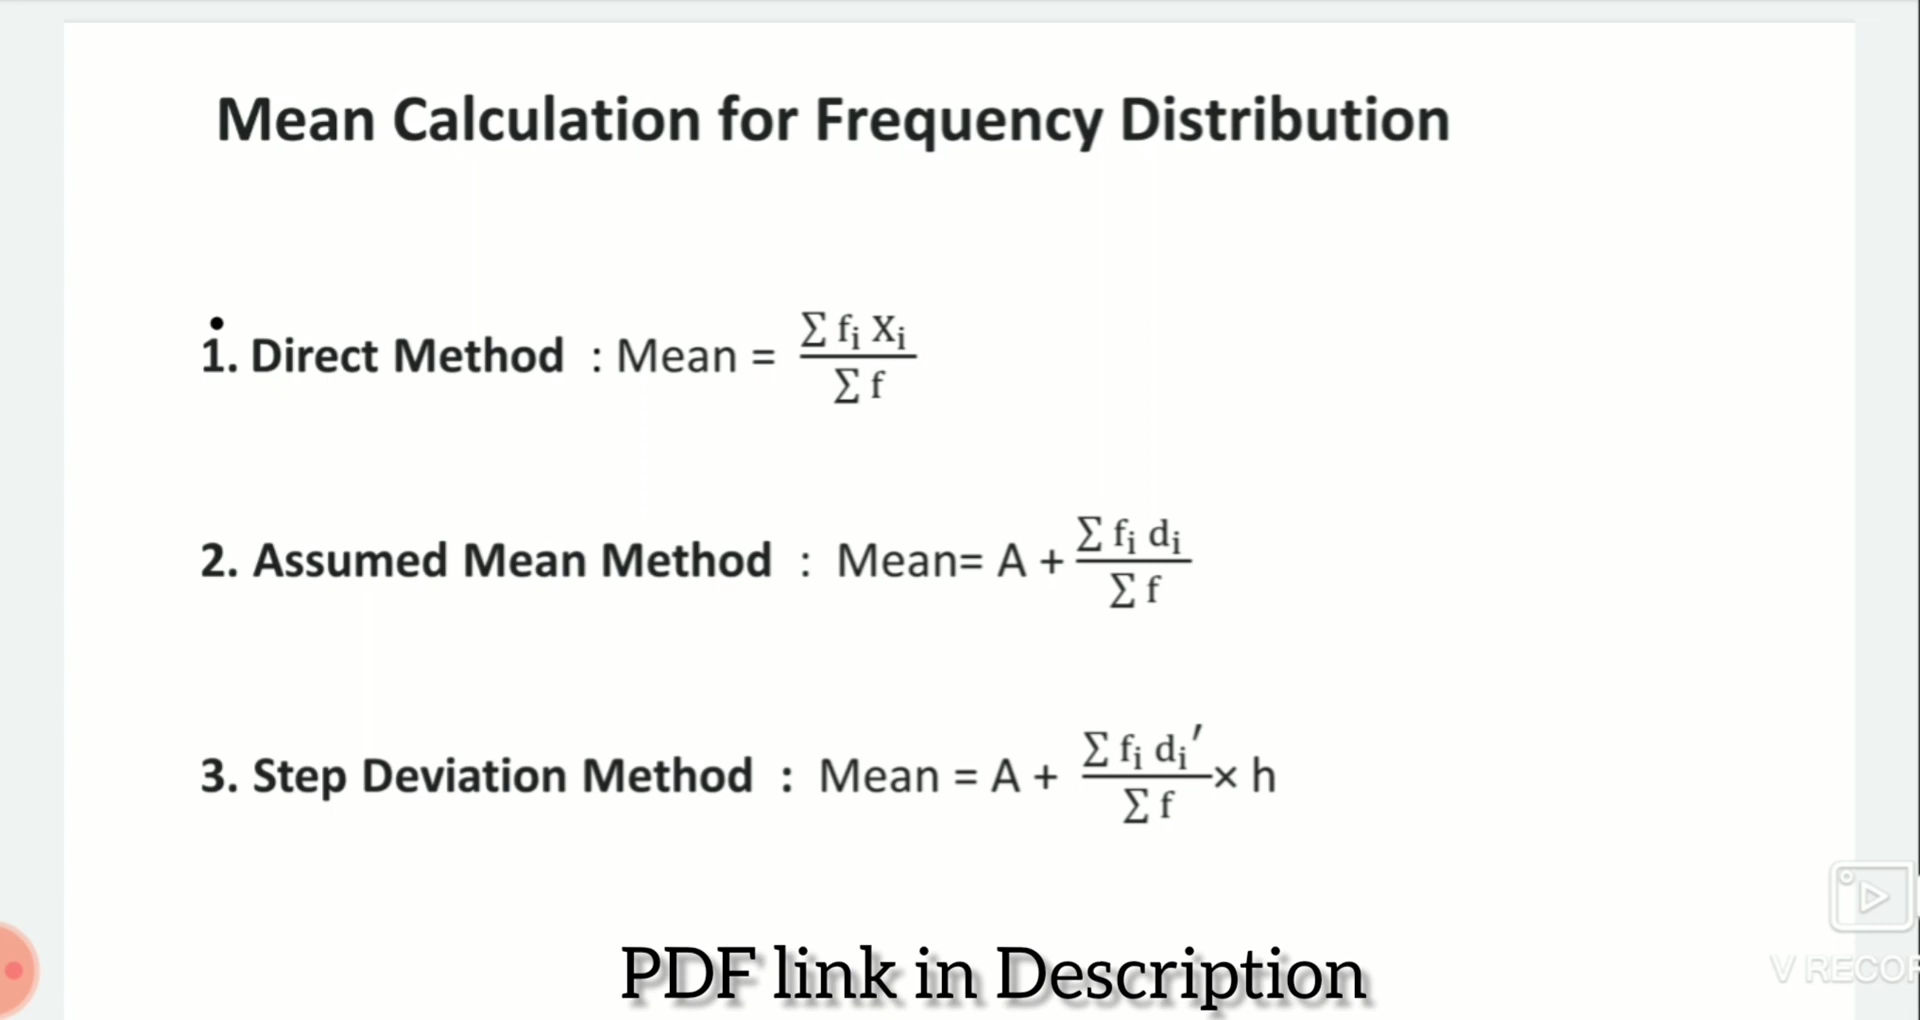 Mean Calculation for Frequency Distribution
1. Direct Method : Mean = ∑ fᵢ Xᵢ / ∑ f
2. Assumed Mean Method : Mean= A + ∑ fᵢ dᵢ / ∑ f
3. Step Deviation Method : Mean = A + ∑ fᵢ dᵢ′ / ∑ f × h
PDF link in Description
V RECOR